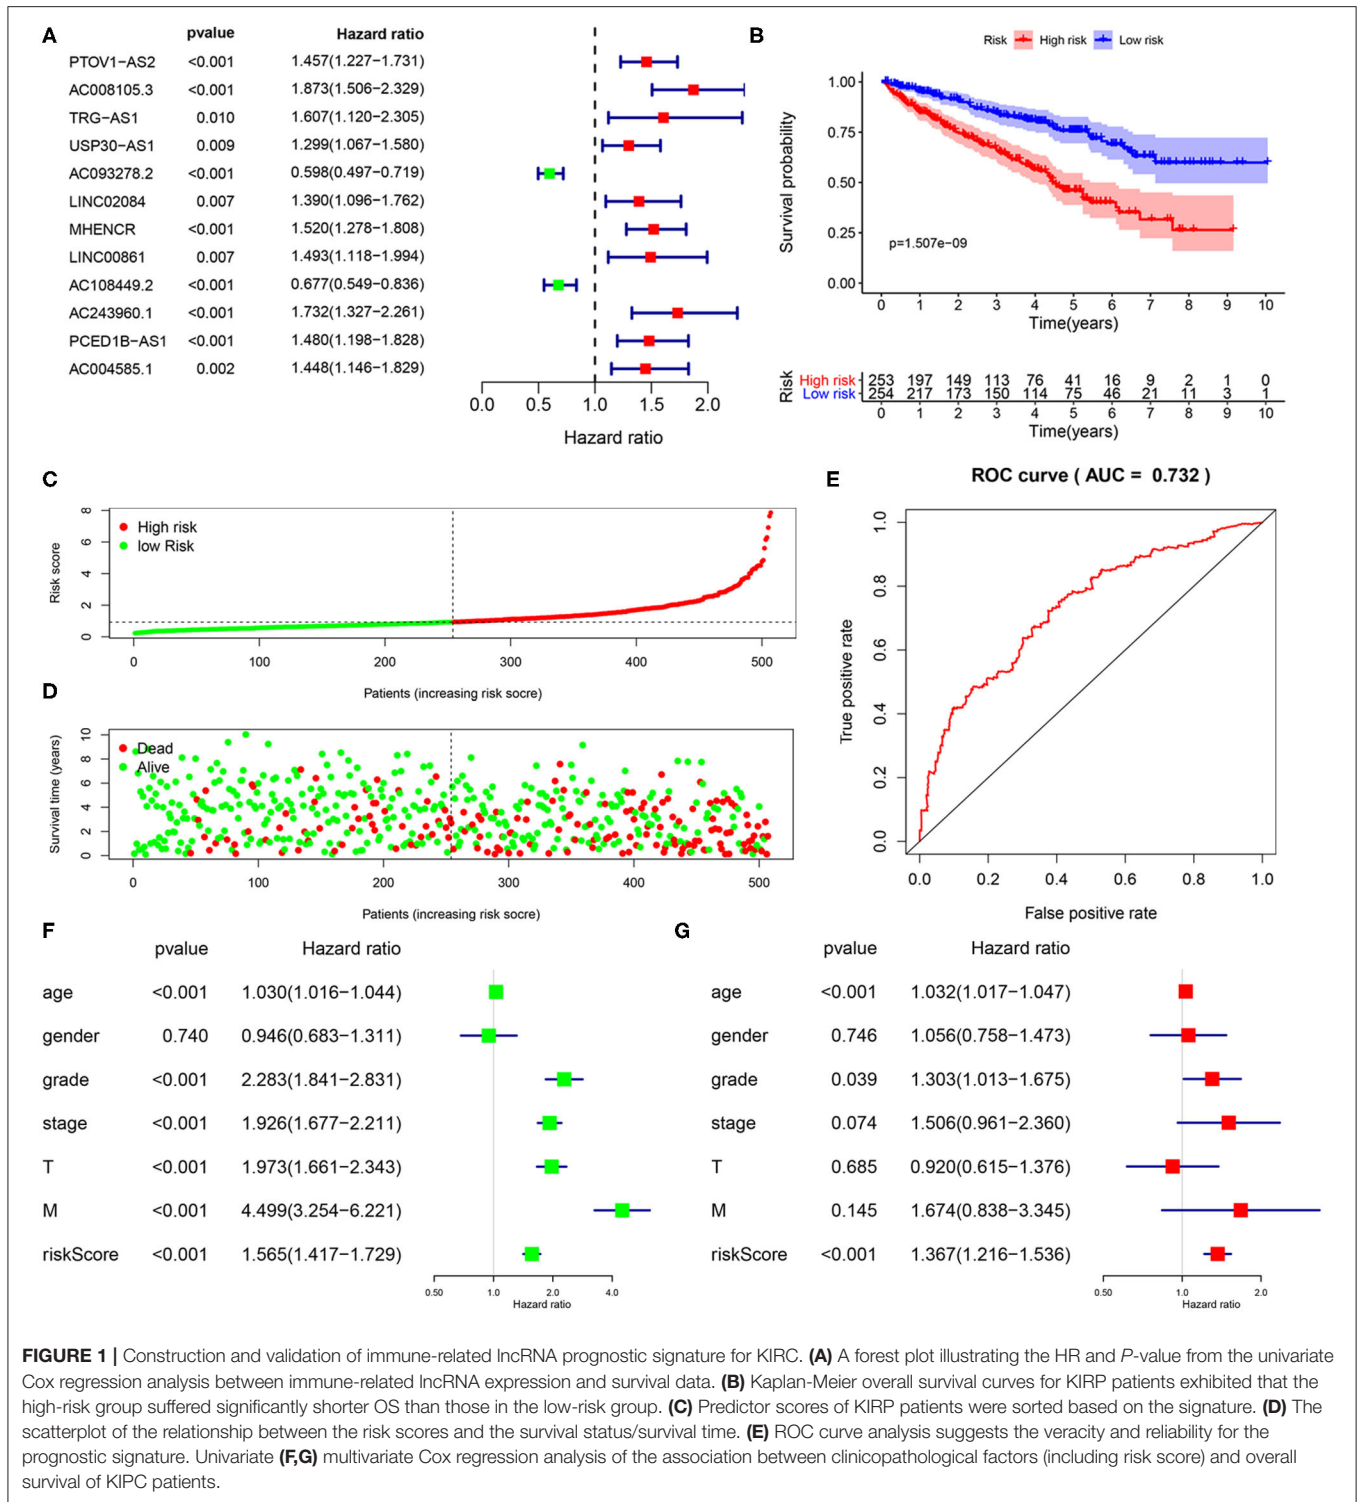 A
pvalue Hazard ratio
PTOV1−AS2 <0.001 1.457(1.227−1.731)
AC008105.3 <0.001 1.873(1.506−2.329)
TRG−AS1 0.010 1.607(1.120−2.305)
USP30−AS1 0.009 1.299(1.067−1.580)
AC093278.2 <0.001 0.598(0.497−0.719)
LINC02084 0.007 1.390(1.096−1.762)
MHENCR <0.001 1.520(1.278−1.808)
LINC00861 0.007 1.493(1.118−1.994)
AC108449.2 <0.001 0.677(0.549−0.836)
AC243960.1 <0.001 1.732(1.327−2.261)
PCED1B−AS1 <0.001 1.480(1.198−1.828)
AC004585.1 0.002 1.448(1.146−1.829)
0.0 0.5 1.0 1.5 2.0
Hazard ratio
B
Risk High risk Low risk
Survival probability
1.00
0.75
0.50
0.25
0.00
p=1.507e−09
0 1 2 3 4 5 6 7 8 9 10
Time(years)
Risk
High risk 253 197 149 113 76 41 16 9 2 1 0
Low risk 254 217 173 150 114 75 46 21 11 3 1
0 1 2 3 4 5 6 7 8 9 10
Time(years)
C
Risk score
8
6
4
2
0
High risk
low Risk
0 100 200 300 400 500
Patients (increasing risk socre)
D
Survival time (years)
10
8
6
4
2
0
Dead
Alive
0 100 200 300 400 500
Patients (increasing risk socre)
E
ROC curve ( AUC = 0.732 )
True positive rate
1.0
0.8
0.6
0.4
0.2
0.0
0.0 0.2 0.4 0.6 0.8 1.0
False positive rate
F
pvalue Hazard ratio
age <0.001 1.030(1.016−1.044)
gender 0.740 0.946(0.683−1.311)
grade <0.001 2.283(1.841−2.831)
stage <0.001 1.926(1.677−2.211)
T <0.001 1.973(1.661−2.343)
M <0.001 4.499(3.254−6.221)
riskScore <0.001 1.565(1.417−1.729)
0.50 1.0 2.0 4.0
Hazard ratio
G
pvalue Hazard ratio
age <0.001 1.032(1.017−1.047)
gender 0.746 1.056(0.758−1.473)
grade 0.039 1.303(1.013−1.675)
stage 0.074 1.506(0.961−2.360)
T 0.685 0.920(0.615−1.376)
M 0.145 1.674(0.838−3.345)
riskScore <0.001 1.367(1.216−1.536)
0.50 1.0 2.0
Hazard ratio
FIGURE 1 | Construction and validation of immune-related lncRNA prognostic signature for KIRC. (A) A forest plot illustrating the HR and P-value from the univariate
Cox regression analysis between immune-related lncRNA expression and survival data. (B) Kaplan-Meier overall survival curves for KIRP patients exhibited that the
high-risk group suffered significantly shorter OS than those in the low-risk group. (C) Predictor scores of KIRP patients were sorted based on the signature. (D) The
scatterplot of the relationship between the risk scores and the survival status/survival time. (E) ROC curve analysis suggests the veracity and reliability for the
prognostic signature. Univariate (F,G) multivariate Cox regression analysis of the association between clinicopathological factors (including risk score) and overall
survival of KIPC patients.